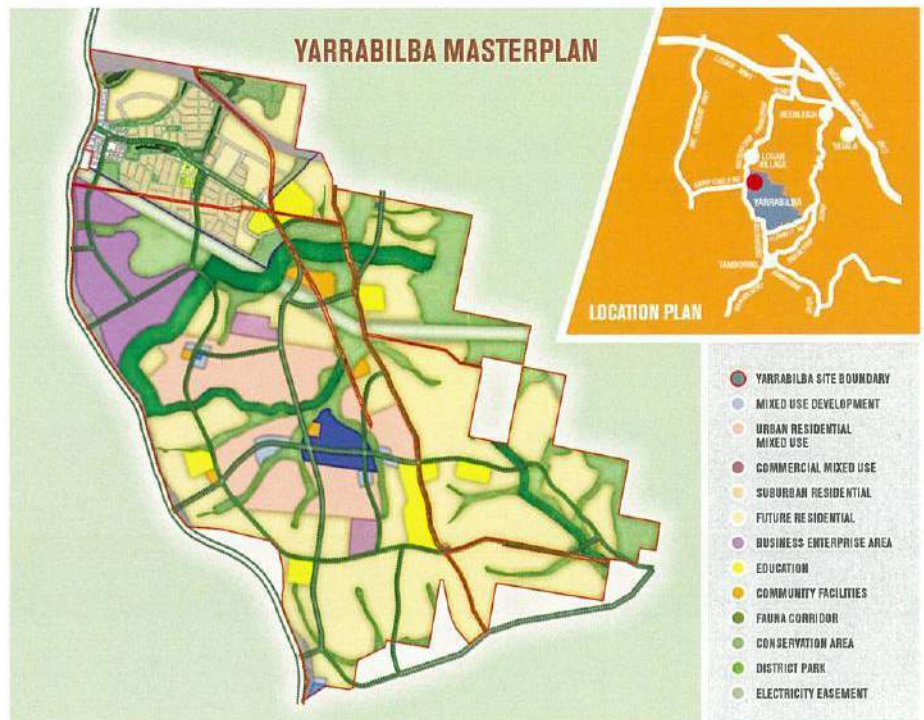 YARRABILBA MASTERPLAN
BEENLEIGH
YATALA
LOGAN
VILLAGE
YARRABILBA
TAMBORINE
LOCATION PLAN
YARRABILBA SITE BOUNDARY
MIXED USE DEVELOPMENT
URBAN RESIDENTIAL
MIXED USE
COMMERCIAL MIXED USE
SUBURBAN RESIDENTIAL
FUTURE RESIDENTIAL
BUSINESS ENTERPRISE AREA
EDUCATION
COMMUNITY FACILITIES
FAUNA CORRIDOR
CONSERVATION AREA
DISTRICT PARK
ELECTRICITY EASEMENT